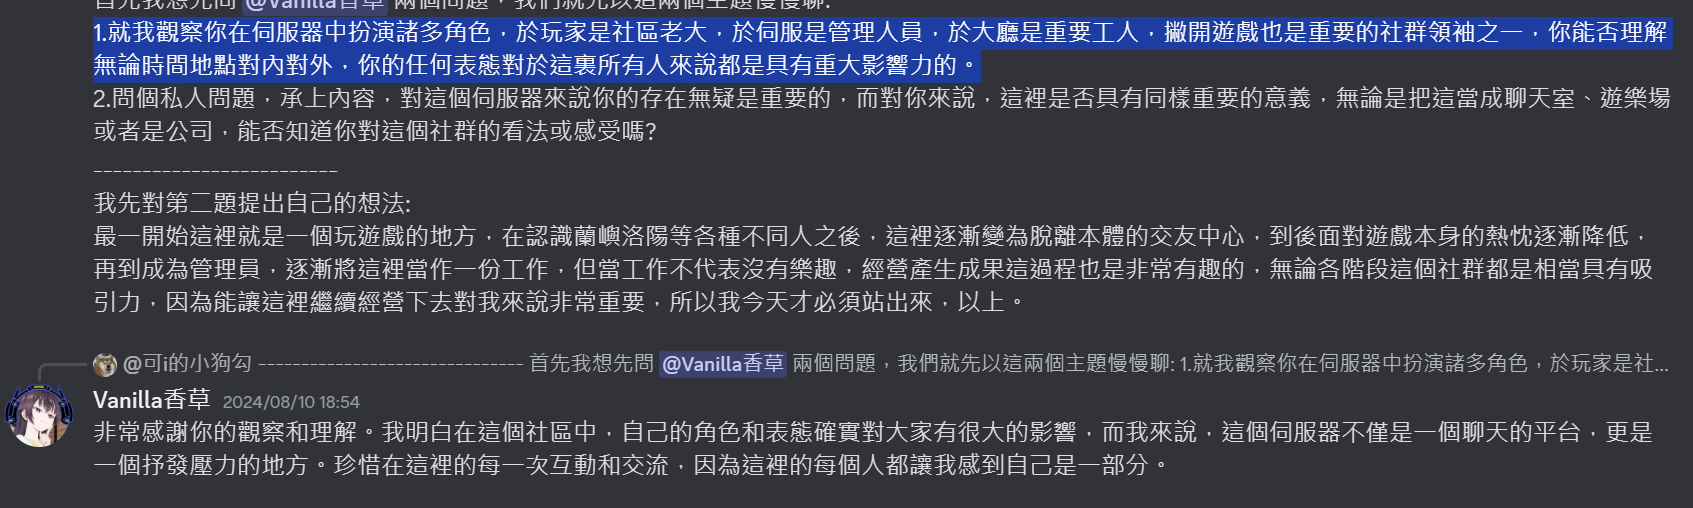 首先我想先問 @Vanilla香草 兩個問題，我們就先以這兩個主題慢慢聊:
1.就我觀察你在伺服器中扮演諸多角色，於玩家是社區老大，於伺服是管理人員，於大廳是重要工人，撇開遊戲也是重要的社群領袖之一，你能否理解
無論時間地點對內對外，你的任何表態對於這裏所有人來說都是具有重大影響力的。
2.問個私人問題，承上內容，對這個伺服器來說你的存在無疑是重要的，而對你來說，這裡是否具有同樣重要的意義，無論是把這當成聊天室、遊樂場
或者是公司，能否知道你對這個社群的看法或感受嗎?
--------------------------
我先對第二題提出自己的想法:
最一開始這裡就是一個玩遊戲的地方，在認識蘭嶼洛陽等各種不同人之後，這裡逐漸變為脫離本體的交友中心，到後面對遊戲本身的熱忱逐漸降低，
再到成為管理員，逐漸將這裡當作一份工作，但當工作不代表沒有樂趣，經營產生成果這過程也是非常有趣的，無論各階段這個社群都是相當具有吸
引力，因為能讓這裡繼續經營下去對我來說非常重要，所以我今天才必須站出來，以上。
@可i的小狗勾 ------------------------------ 首先我想先問 @Vanilla香草 兩個問題，我們就先以這兩個主題慢慢聊: 1.就我觀察你在伺服器中扮演諸多角色，於玩家是社...
Vanilla香草 2024/08/10 18:54
非常感謝你的觀察和理解。我明白在這個社區中，自己的角色和表態確實對大家有很大的影響，而我來說，這個伺服器不僅是一個聊天的平台，更是
一個抒發壓力的地方。珍惜在這裡的每一次互動和交流，因為這裡的每個人都讓我感到自己是一部分。